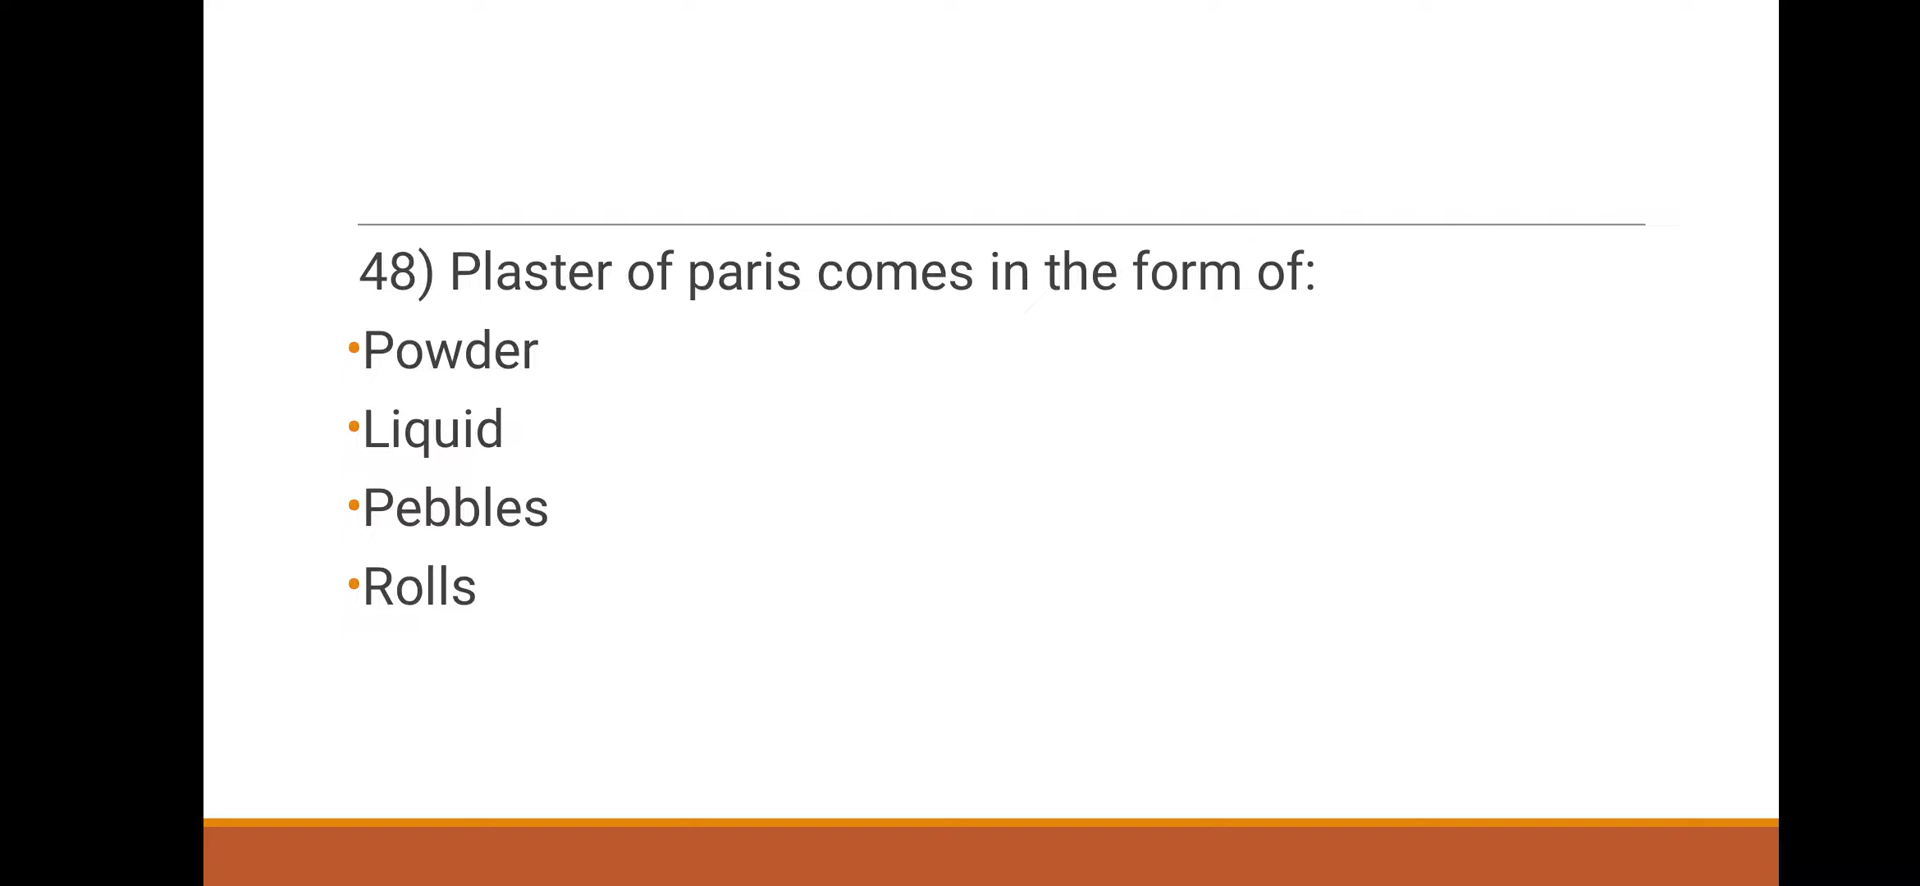 48) Plaster of paris comes in the form of:
•Powder
•Liquid
•Pebbles
•Rolls